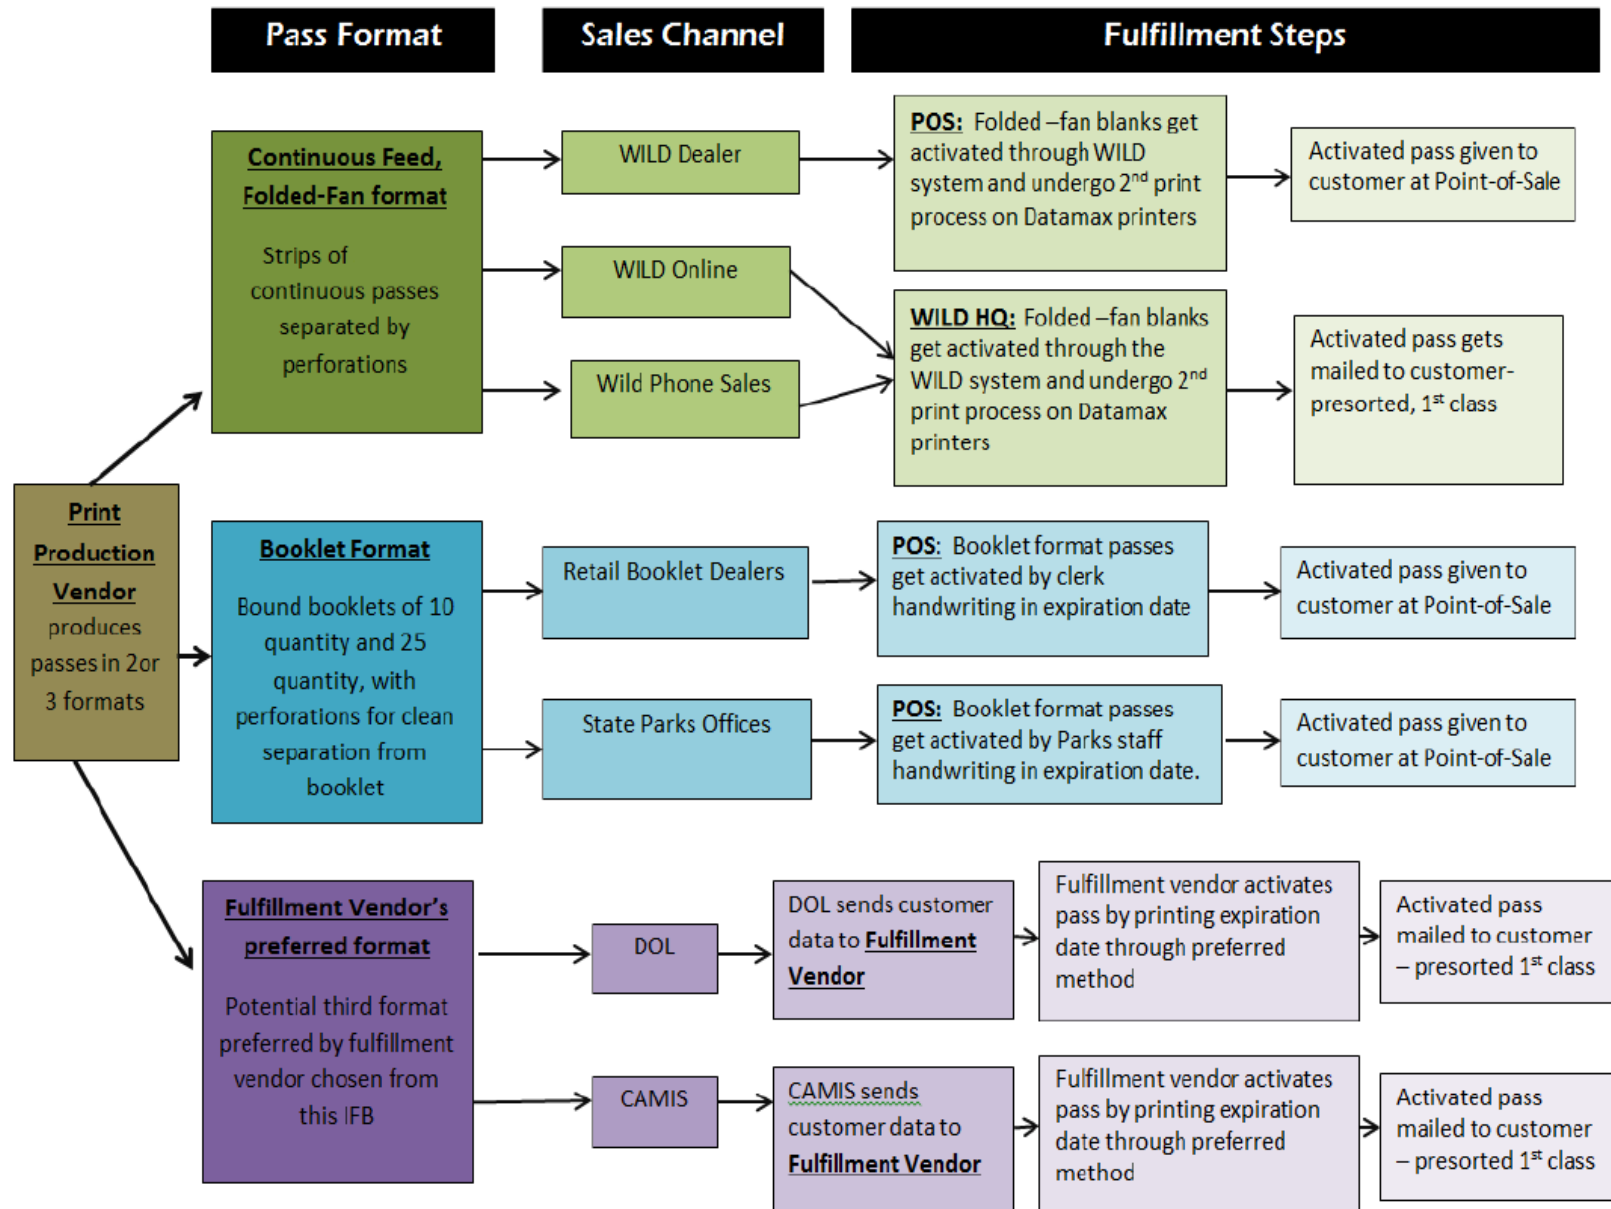 Pass Format
Sales Channel
Fulfillment Steps
Print
Production
Vendor
produces
passes in 2or
3 formats
Continuous Feed,
Folded-Fan format
Strips of
continuous passes
separated by
perforations
WILD Dealer
WILD Online
Wild Phone Sales
POS: Folded –fan blanks get
activated through WILD
system and undergo 2nd print
process on Datamax printers
Activated pass given to
customer at Point-of-Sale
WILD HQ: Folded –fan blanks
get activated through the
WILD system and undergo 2nd
print process on Datamax
printers
Activated pass gets
mailed to customer-
presorted, 1st class
Booklet Format
Bound booklets of 10
quantity and 25
quantity, with
perforations for clean
separation from
booklet
Retail Booklet Dealers
POS: Booklet format passes
get activated by clerk
handwriting in expiration date
Activated pass given to
customer at Point-of-Sale
State Parks Offices
POS: Booklet format passes
get activated by Parks staff
handwriting in expiration date.
Activated pass given to
customer at Point-of-Sale
Fulfillment Vendor’s
preferred format
Potential third format
preferred by fulfillment
vendor chosen from
this IFB
DOL
DOL sends customer
data to Fulfillment
Vendor
Fulfillment vendor activates
pass by printing expiration
date through preferred
method
Activated pass
mailed to customer
– presorted 1st class
CAMIS
CAMIS sends
customer data to
Fulfillment Vendor
Fulfillment vendor activates
pass by printing expiration
date through preferred
method
Activated pass
mailed to customer
– presorted 1st class